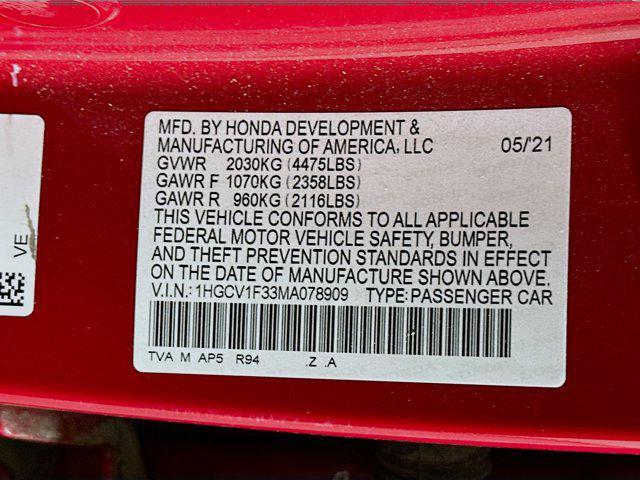 MFD. BY HONDA DEVELOPMENT &
MANUFACTURING OF AMERICA, LLC 05/21
GVWR 2030KG (4475LBS)
GAWR F 1070KG (2358LBS)
GAWR R 960KG (2116LBS)
THIS VEHICLE CONFORMS TO ALL APPLICABLE
FEDERAL MOTOR VEHICLE SAFETY, BUMPER,
AND THEFT PREVENTION STANDARDS IN EFFECT
ON THE DATE OF MANUFACTURE SHOWN ABOVE.
V.I.N.: 1HGCV1F33MA078909 TYPE: PASSENGER CAR
TVA M AP5 R94 .Z .A
VE